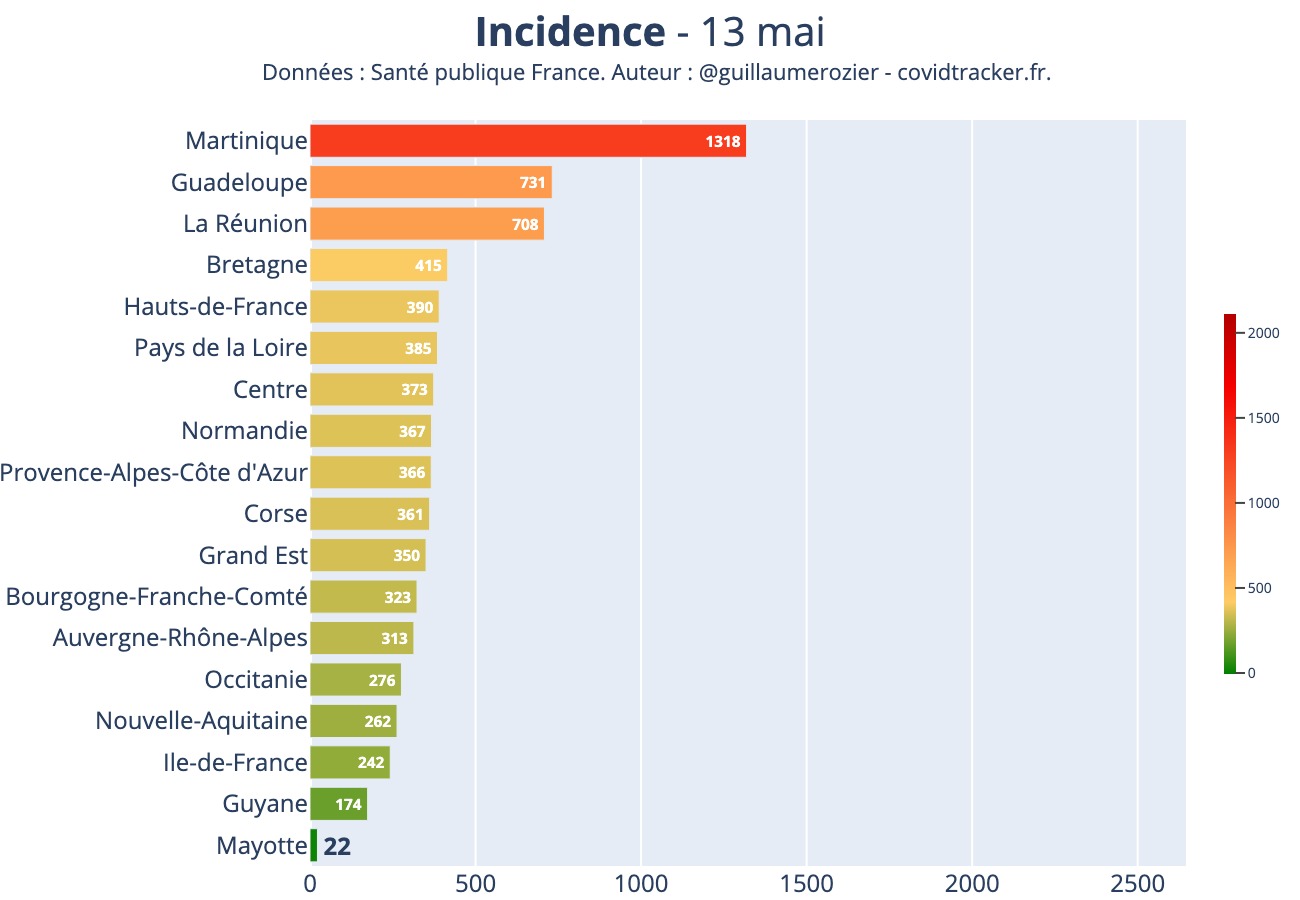 Incidence - 13 mai
Données : Santé publique France. Auteur : @guillaumerozier - covidtracker.fr.
Martinique 1318
Guadeloupe 731
La Réunion 708
Bretagne 415
Hauts-de-France 390
Pays de la Loire 385
Centre 373
Normandie 367
Provence-Alpes-Côte d'Azur 366
Corse 361
Grand Est 350
Bourgogne-Franche-Comté 323
Auvergne-Rhône-Alpes 313
Occitanie 276
Nouvelle-Aquitaine 262
Ile-de-France 242
Guyane 174
Mayotte 22
0 500 1000 1500 2000 2500
2000
1500
1000
500
0